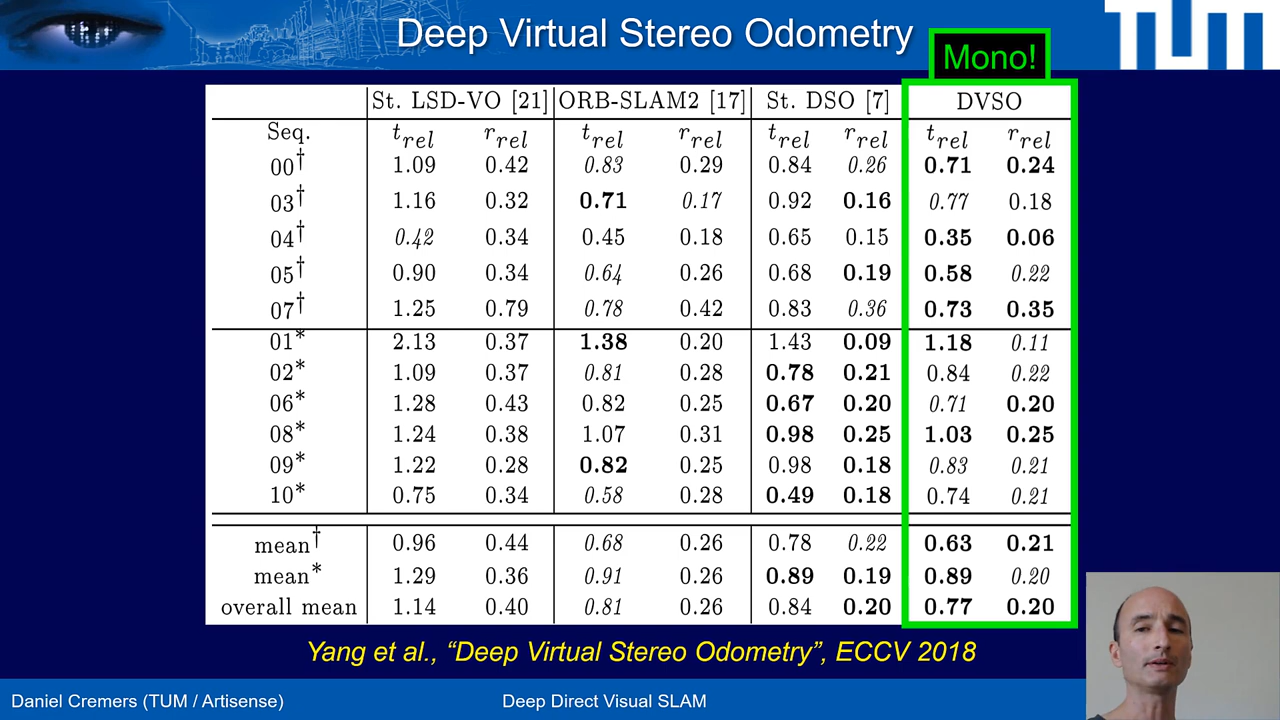 Deep Virtual Stereo Odometry
TUM
Mono!
St. LSD-VO [21] ORB-SLAM2 [17] St. DSO [7] DVSO
Seq. t_rel r_rel t_rel r_rel t_rel r_rel t_rel r_rel
00† 1.09 0.42 0.83 0.29 0.84 0.26 0.71 0.24
03† 1.16 0.32 0.71 0.17 0.92 0.16 0.77 0.18
04† 0.42 0.34 0.45 0.18 0.65 0.15 0.35 0.06
05† 0.90 0.34 0.64 0.26 0.68 0.19 0.58 0.22
07† 1.25 0.79 0.78 0.42 0.83 0.36 0.73 0.35
01* 2.13 0.37 1.38 0.20 1.43 0.09 1.18 0.11
02* 1.09 0.37 0.81 0.28 0.78 0.21 0.84 0.22
06* 1.28 0.43 0.82 0.25 0.67 0.20 0.71 0.20
08* 1.24 0.38 1.07 0.31 0.98 0.25 1.03 0.25
09* 1.22 0.28 0.82 0.25 0.98 0.18 0.83 0.21
10* 0.75 0.34 0.58 0.28 0.49 0.18 0.74 0.21
mean† 0.96 0.44 0.68 0.26 0.78 0.22 0.63 0.21
mean* 1.29 0.36 0.91 0.26 0.89 0.19 0.89 0.20
overall mean 1.14 0.40 0.81 0.26 0.84 0.20 0.77 0.20
Yang et al., “Deep Virtual Stereo Odometry”, ECCV 2018
Daniel Cremers (TUM / Artisense) Deep Direct Visual SLAM